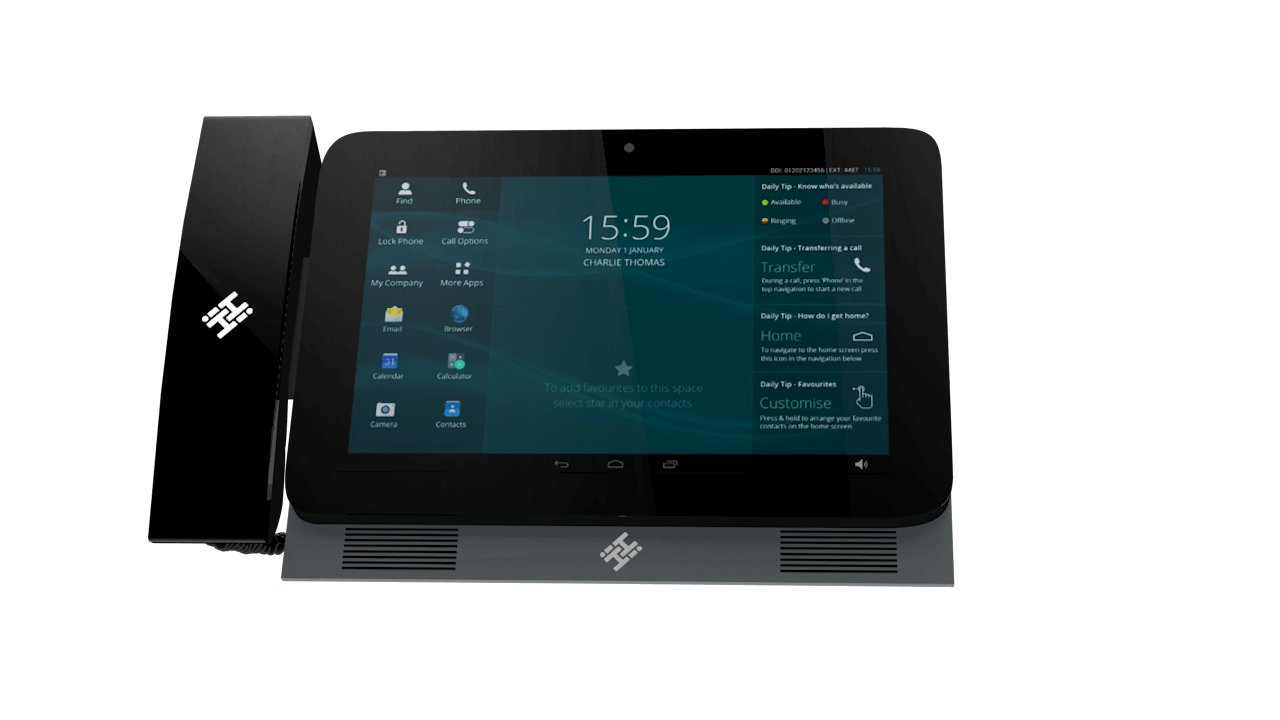 DDI: 01202123456 | EXT: 4487 15:59
Find
Phone
Lock Phone
Call Options
My Company
More Apps
Email
Browser
31
Calendar
Calculator
Camera
Contacts
15:59
MONDAY 1 JANUARY
CHARLIE THOMAS
To add favourites to this space
select star in your contacts
Daily Tip - Know who's available
Available
Busy
Ringing
Offline
Daily Tip - Transferring a call
Transfer
During a call, press 'Phone' in the
top navigation to start a new call
Daily Tip - How do I get home?
Home
To navigate to the home screen press
this icon in the navigation below
Daily Tip - Favourites
Customise
Press & hold to arrange your favourite
contacts on the home screen